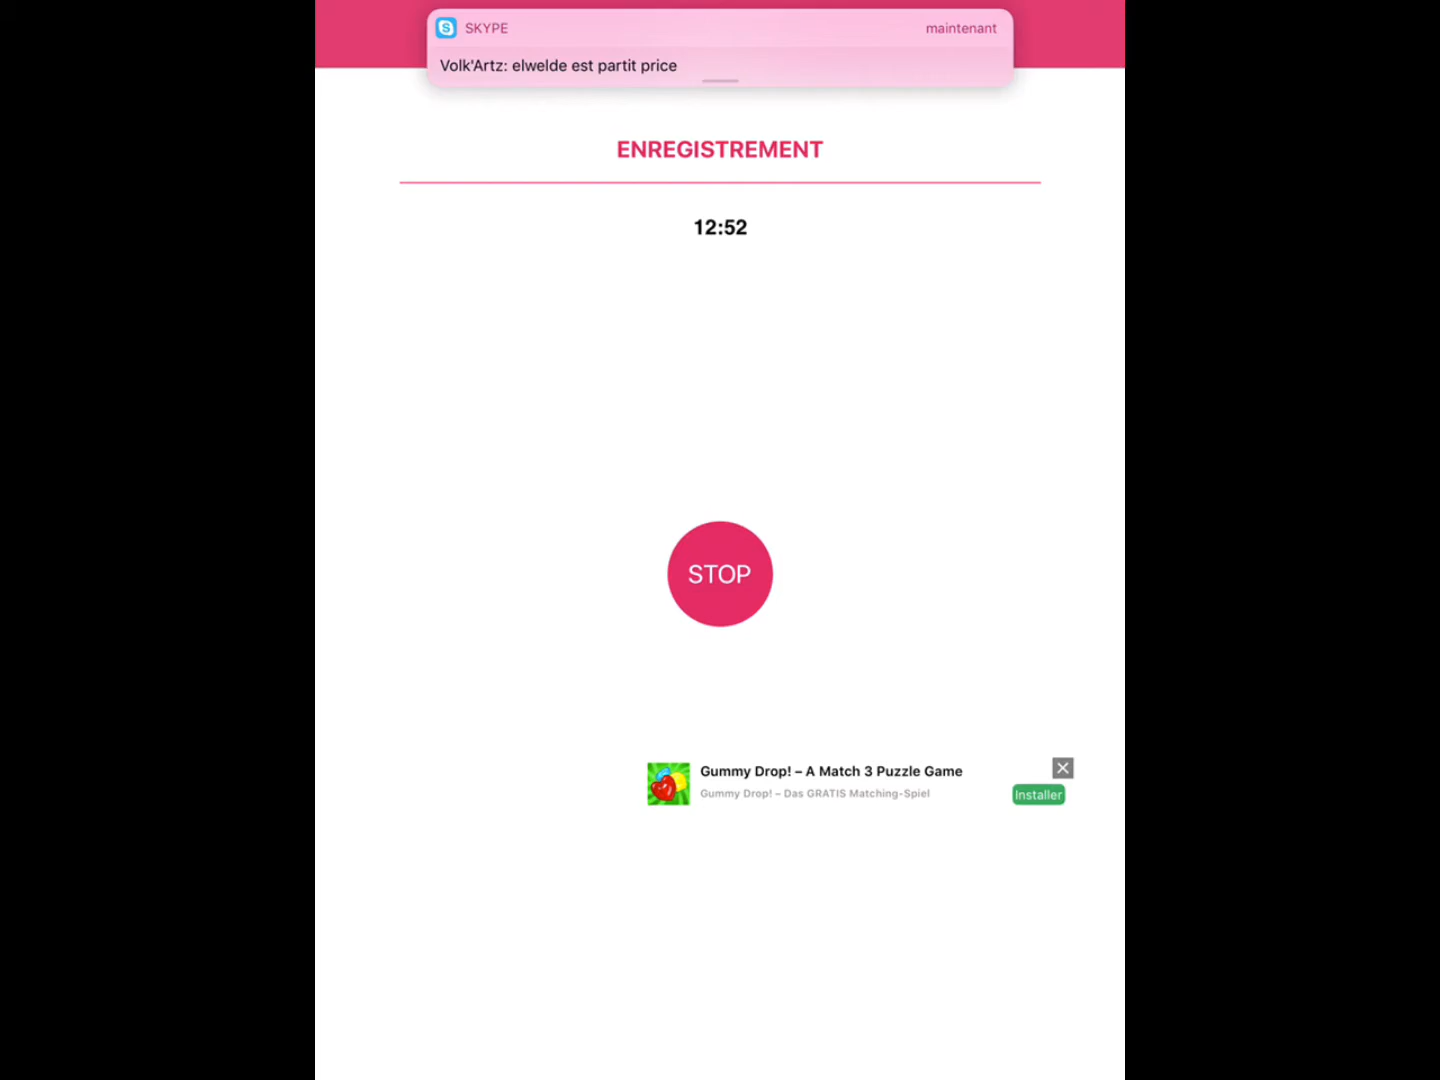 SKYPE
maintenant
Volk'Artz: elwelde est partit price
ENREGISTREMENT
12:52
STOP
Gummy Drop! – A Match 3 Puzzle Game
Gummy Drop! – Das GRATIS Matching-Spiel
Installer